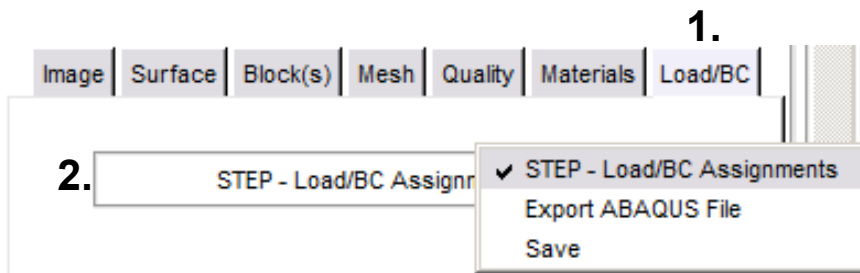 1.
Image Surface Block(s) Mesh Quality Materials Load/BC
2. STEP - Load/BC Assignr
STEP - Load/BC Assignments
Export ABAQUS File
Save